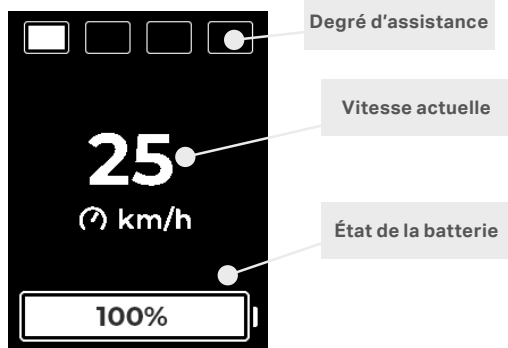 Degré d'assistance
Vitesse actuelle
25
km/h
État de la batterie
100%